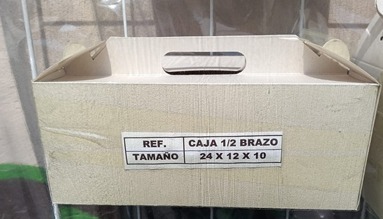 REF. CAJA 1/2 BRAZO
TAMAÑO 24 X 12 X 10